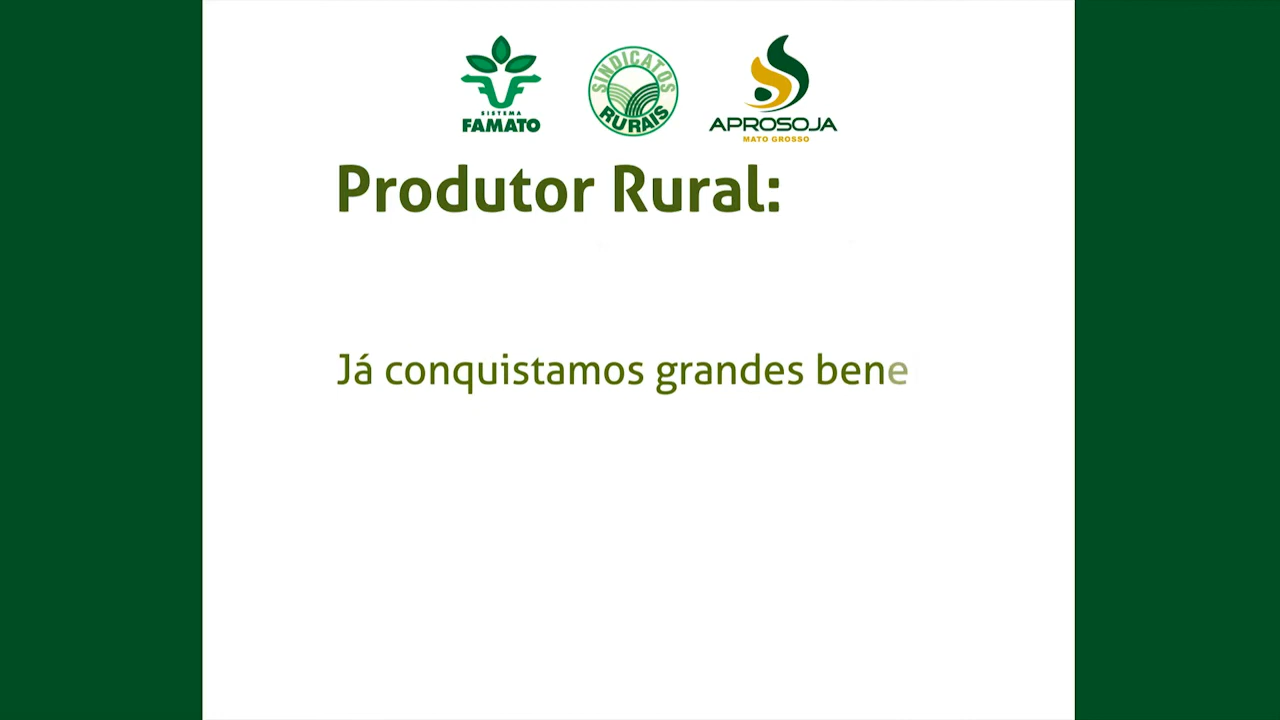 SISTEMA
FAMATO
SINDICATOS
RURAIS
APROSOJA
MATO GROSSO
Produtor Rural:
Já conquistamos grandes bene